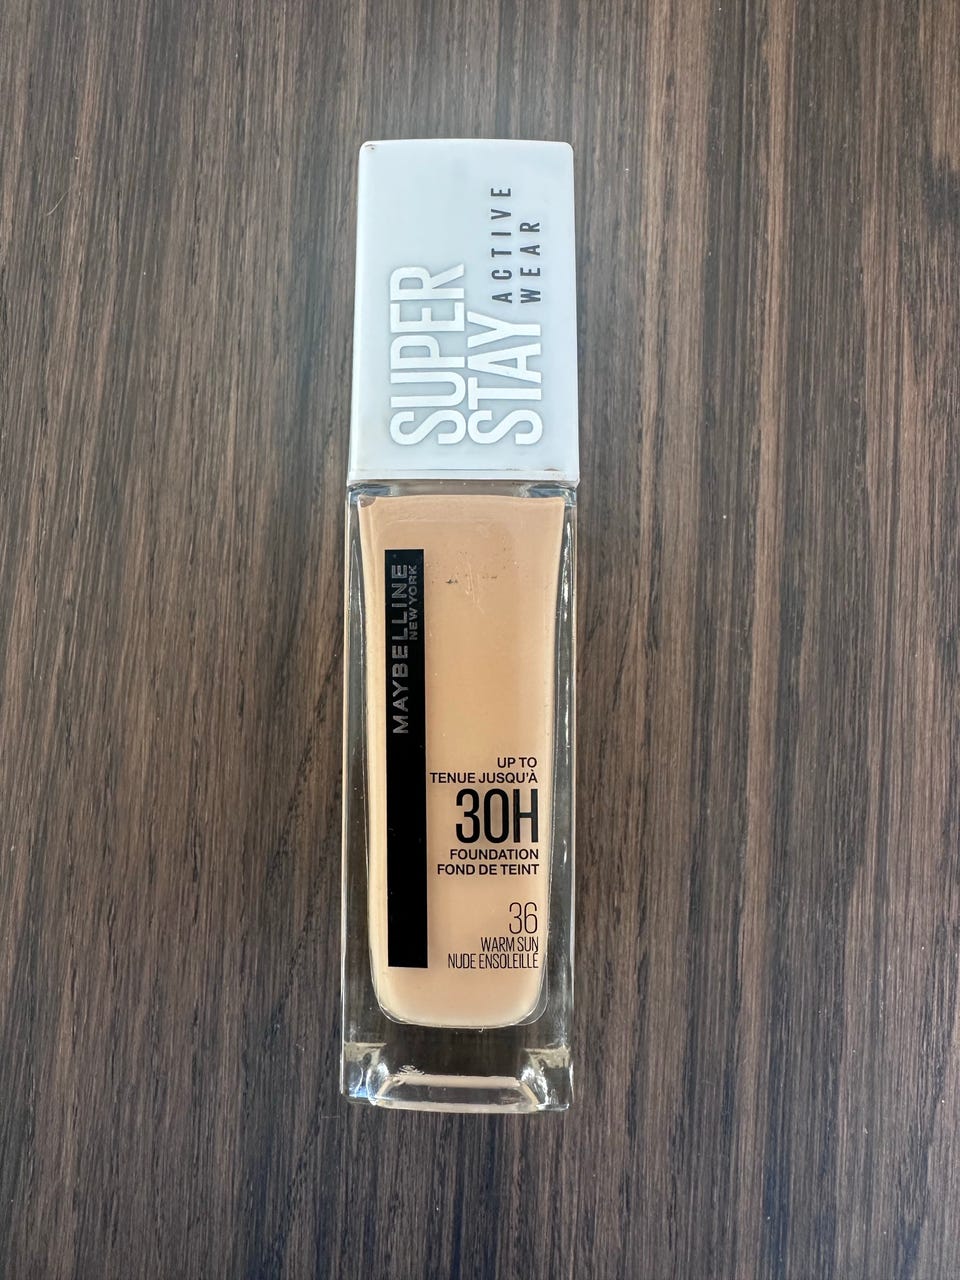 SUPER
STAY
ACTIVE
WEAR
MAYBELLINE
NEW YORK
UP TO
TENUE JUSQU'À
30H
FOUNDATION
FOND DE TEINT
36
WARM SUN
NUDE ENSOLEILLÉ